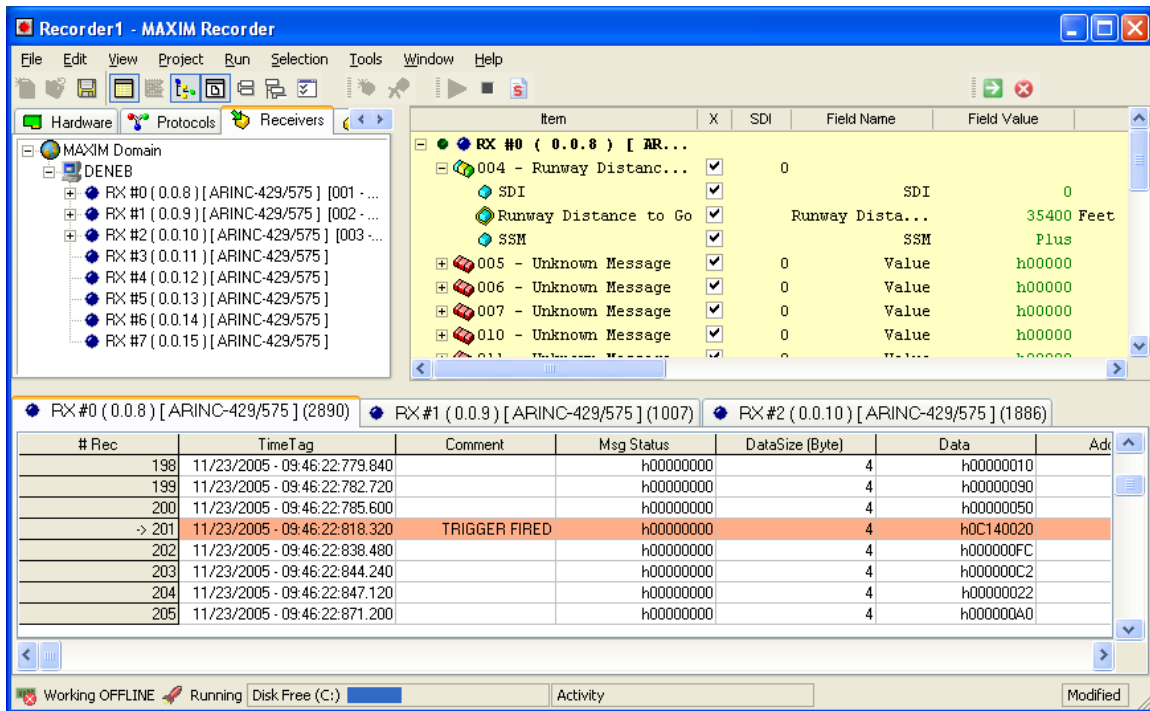 Recorder1 - MAXIM Recorder
File Edit View Project Run Selection Tools Window Help
Hardware Protocols Receivers
MAXIM Domain
DENEB
RX #0 ( 0.0.8 ) [ ARINC-429/575 ] [001 - ...
RX #1 ( 0.0.9 ) [ ARINC-429/575 ] [002 - ...
RX #2 ( 0.0.10 ) [ ARINC-429/575 ] [003 -...
RX #3 ( 0.0.11 ) [ ARINC-429/575 ]
RX #4 ( 0.0.12 ) [ ARINC-429/575 ]
RX #5 ( 0.0.13 ) [ ARINC-429/575 ]
RX #6 ( 0.0.14 ) [ ARINC-429/575 ]
RX #7 ( 0.0.15 ) [ ARINC-429/575 ]
Item X SDI Field Name Field Value
RX #0 ( 0.0.8 ) [ AR...
004 - Runway Distanc... 0
SDI SDI 0
Runway Distance to Go Runway Dista... 35400 Feet
SSM SSM Plus
005 - Unknown Message 0 Value h00000
006 - Unknown Message 0 Value h00000
007 - Unknown Message 0 Value h00000
010 - Unknown Message 0 Value h00000
RX #0 ( 0.0.8 ) [ ARINC-429/575 ] (2890) RX #1 ( 0.0.9 ) [ ARINC-429/575 ] (1007) RX #2 ( 0.0.10 ) [ ARINC-429/575 ] (1886)
# Rec TimeTag Comment Msg Status DataSize (Byte) Data
198 11/23/2005 - 09:46:22:779.840 h00000000 4 h00000010
199 11/23/2005 - 09:46:22:782.720 h00000000 4 h00000090
200 11/23/2005 - 09:46:22:785.600 h00000000 4 h00000050
-> 201 11/23/2005 - 09:46:22:818.320 TRIGGER FIRED h00000000 4 h0C140020
202 11/23/2005 - 09:46:22:838.480 h00000000 4 h000000FC
203 11/23/2005 - 09:46:22:844.240 h00000000 4 h000000C2
204 11/23/2005 - 09:46:22:847.120 h00000000 4 h00000022
205 11/23/2005 - 09:46:22:871.200 h00000000 4 h000000A0
Working OFFLINE Running Disk Free (C:) Activity Modified